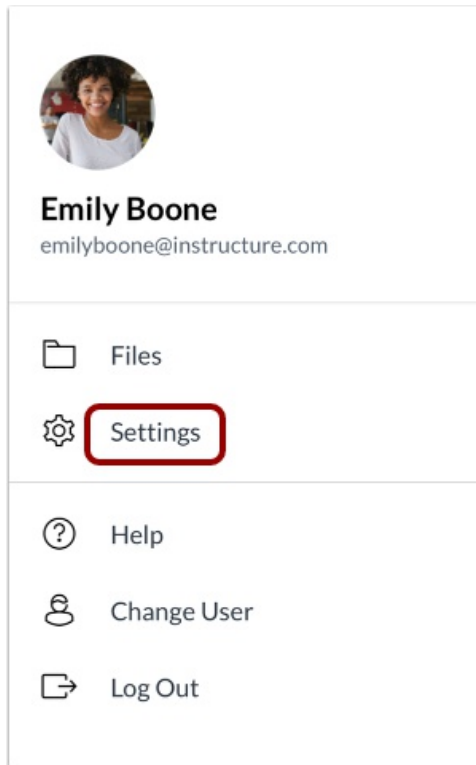 Emily Boone
emilyboone@instructure.com
Files
Settings
Help
Change User
Log Out